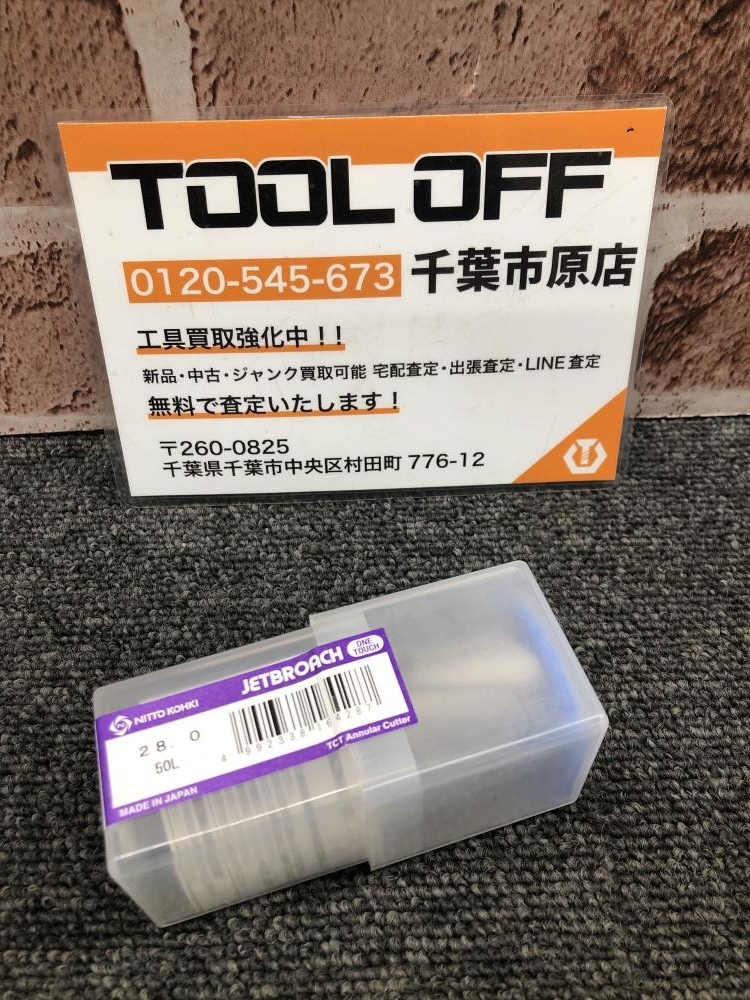 TOOL OFF
0120-545-673 千葉市原店
工具買取強化中!!
新品・中古・ジャンク買取可能 宅配査定・出張査定・LINE査定
無料で査定いたします!
〒260-0825
千葉県千葉市中央区村田町 776-12
JETBROACH ONE TOUCH
NITTO KOHKI
28.0
50L
4 992338 164287
TCT Annular Cutter
MADE IN JAPAN